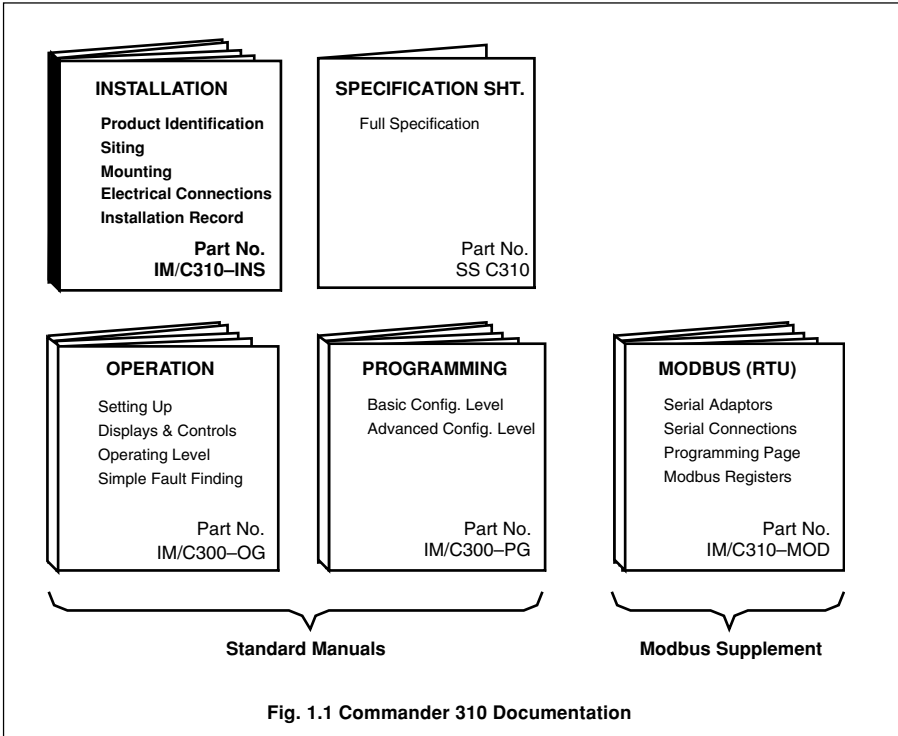 INSTALLATION
Product Identification
Siting
Mounting
Electrical Connections
Installation Record
Part No.
IM/C310–INS
SPECIFICATION SHT.
Full Specification
Part No.
SS C310
OPERATION
Setting Up
Displays & Controls
Operating Level
Simple Fault Finding
Part No.
IM/C300–OG
PROGRAMMING
Basic Config. Level
Advanced Config. Level
Part No.
IM/C300–PG
MODBUS (RTU)
Serial Adaptors
Serial Connections
Programming Page
Modbus Registers
Part No.
IM/C310–MOD
Standard Manuals
Modbus Supplement
Fig. 1.1 Commander 310 Documentation